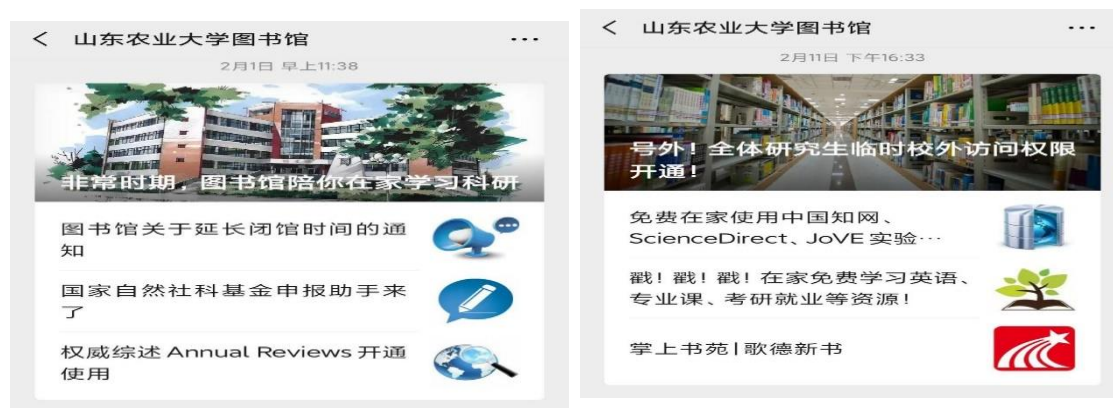 山东农业大学图书馆
2月1日 早上11:38
非常时期，图书馆陪你在家学习科研
图书馆关于延长闭馆时间的通
知
国家自然社科基金申报助手来
了
权威综述 Annual Reviews 开通
使用
山东农业大学图书馆
2月11日 下午16:33
号外！全体研究生临时校外访问权限
开通！
免费在家使用中国知网、
ScienceDirect、JoVE 实验…
戳！戳！戳！在家免费学习英语、
专业课、考研就业等资源！
掌上书苑|歌德新书